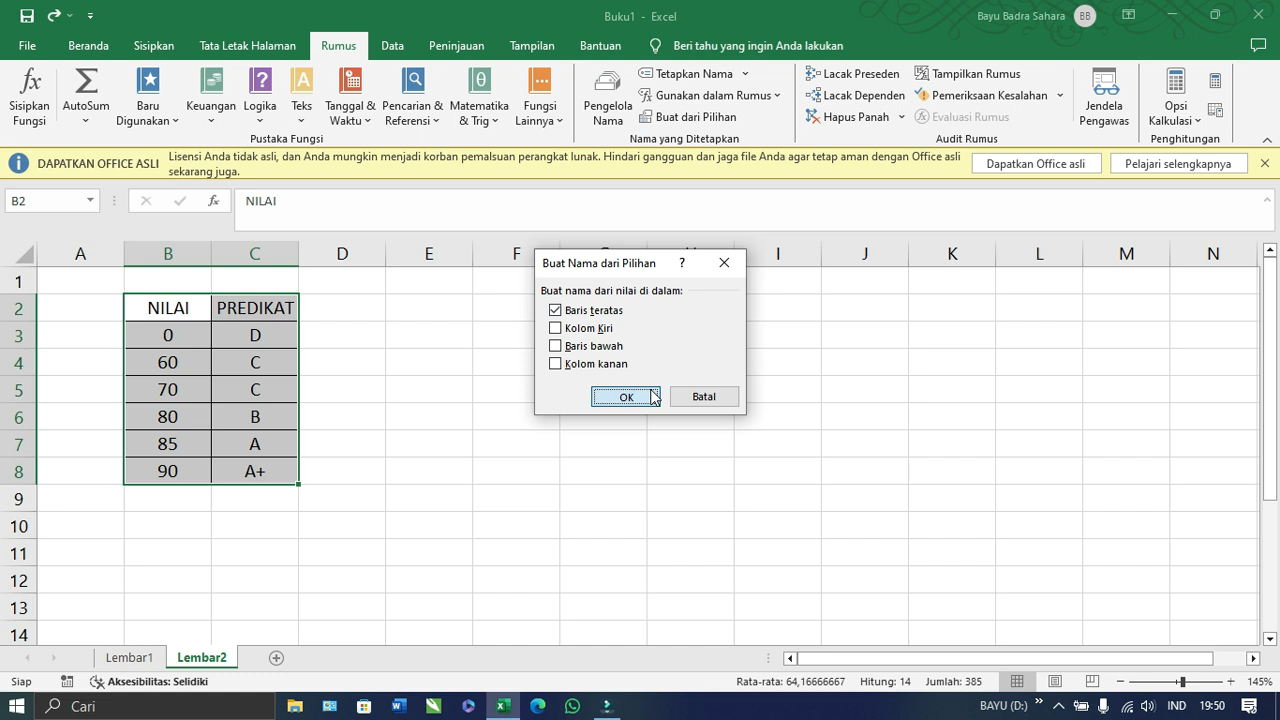 Buku1 - Excel
Bayu Badra Sahara BB
File Beranda Sisipkan Tata Letak Halaman Rumus Data Peninjauan Tampilan Bantuan Beri tahu yang ingin Anda lakukan
Sisipkan Fungsi
AutoSum
Baru Digunakan
Keuangan
Logika
Teks
Tanggal & Waktu
Pencarian & Referensi
Matematika & Trig
Fungsi Lainnya
Pustaka Fungsi
Pengelola Nama
Tetapkan Nama
Gunakan dalam Rumus
Buat dari Pilihan
Nama yang Ditetapkan
Lacak Preseden
Lacak Dependen
Hapus Panah
Tampilkan Rumus
Pemeriksaan Kesalahan
Evaluasi Rumus
Audit Rumus
Jendela Pengawas
Opsi Kalkulasi
Penghitungan
DAPATKAN OFFICE ASLI
Lisensi Anda tidak asli, dan Anda mungkin menjadi korban pemalsuan perangkat lunak. Hindari gangguan dan jaga file Anda agar tetap aman dengan Office asli
sekarang juga.
Dapatkan Office asli
Pelajari selengkapnya
B2 fx NILAI
A B C D E F I J K L M N
1
2 NILAI PREDIKAT
3 0 D
4 60 C
5 70 C
6 80 B
7 85 A
8 90 A+
9
10
11
12
13
14
Buat Nama dari Pilihan ?
Buat nama dari nilai di dalam:
Baris teratas
Kolom Kiri
Baris bawah
Kolom kanan
OK Batal
Lembar1 Lembar2
Siap Aksesibilitas: Selidiki Rata-rata: 64,16666667 Hitung: 14 Jumlah: 385 145%
Cari BAYU (D:) IND 19:50